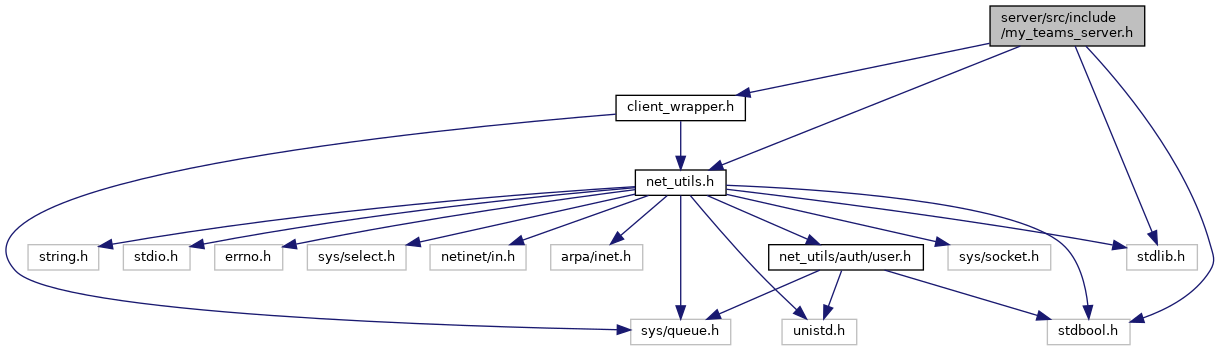 server/src/include
/my_teams_server.h
client_wrapper.h
net_utils.h
string.h
stdio.h
errno.h
sys/select.h
netinet/in.h
arpa/inet.h
net_utils/auth/user.h
sys/socket.h
stdlib.h
sys/queue.h
unistd.h
stdbool.h